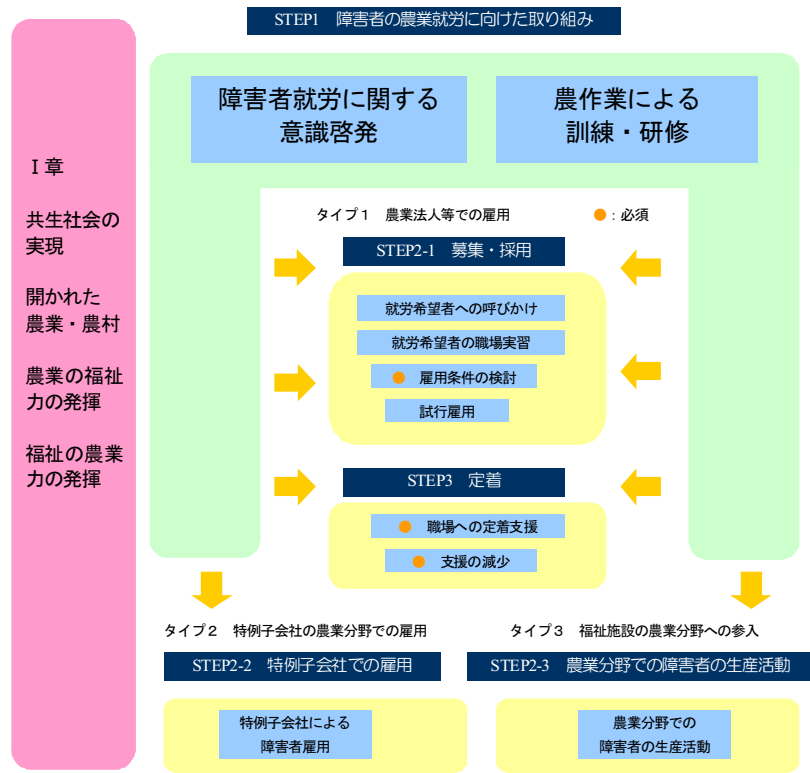 STEP1 障害者の農業就労に向けた取り組み
障害者就労に関する
意識啓発
農作業による
訓練・研修
Ⅰ章
共生社会の
実現
開かれた
農業・農村
農業の福祉
力の発揮
福祉の農業
力の発揮
タイプ1 農業法人等での雇用
●:必須
STEP2-1 募集・採用
就労希望者への呼びかけ
就労希望者の職場実習
● 雇用条件の検討
試行雇用
STEP3 定着
● 職場への定着支援
● 支援の減少
タイプ2 特例子会社の農業分野での雇用
STEP2-2 特例子会社での雇用
特例子会社による
障害者雇用
タイプ3 福祉施設の農業分野への参入
STEP2-3 農業分野での障害者の生産活動
農業分野での
障害者の生産活動